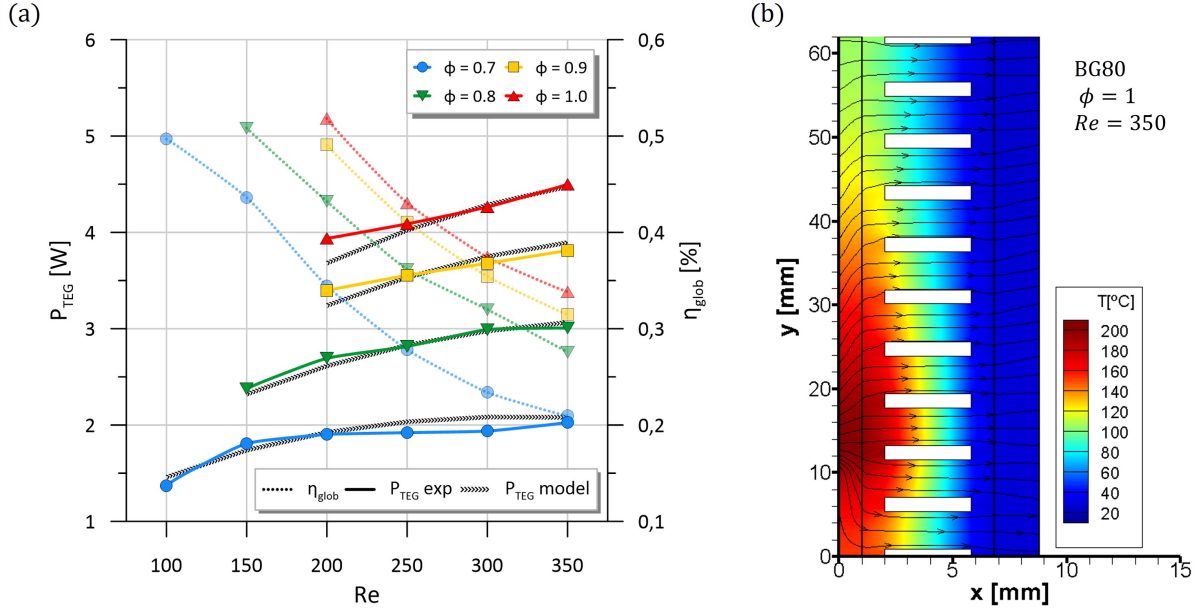 (a)
6
5
4
3
2
1
P_TEG [W]
0,6
0,5
0,4
0,3
0,2
0,1
η_glob [%]
ϕ = 0.7
ϕ = 0.9
ϕ = 0.8
ϕ = 1.0
η_glob
P_TEG exp
P_TEG model
100 150 200 250 300 350
Re
(b)
60
50
40
30
20
10
0
y [mm]
0 5 10 15
x [mm]
BG80
ϕ = 1
Re = 350
T[ºC]
200
180
160
140
120
100
80
60
40
20